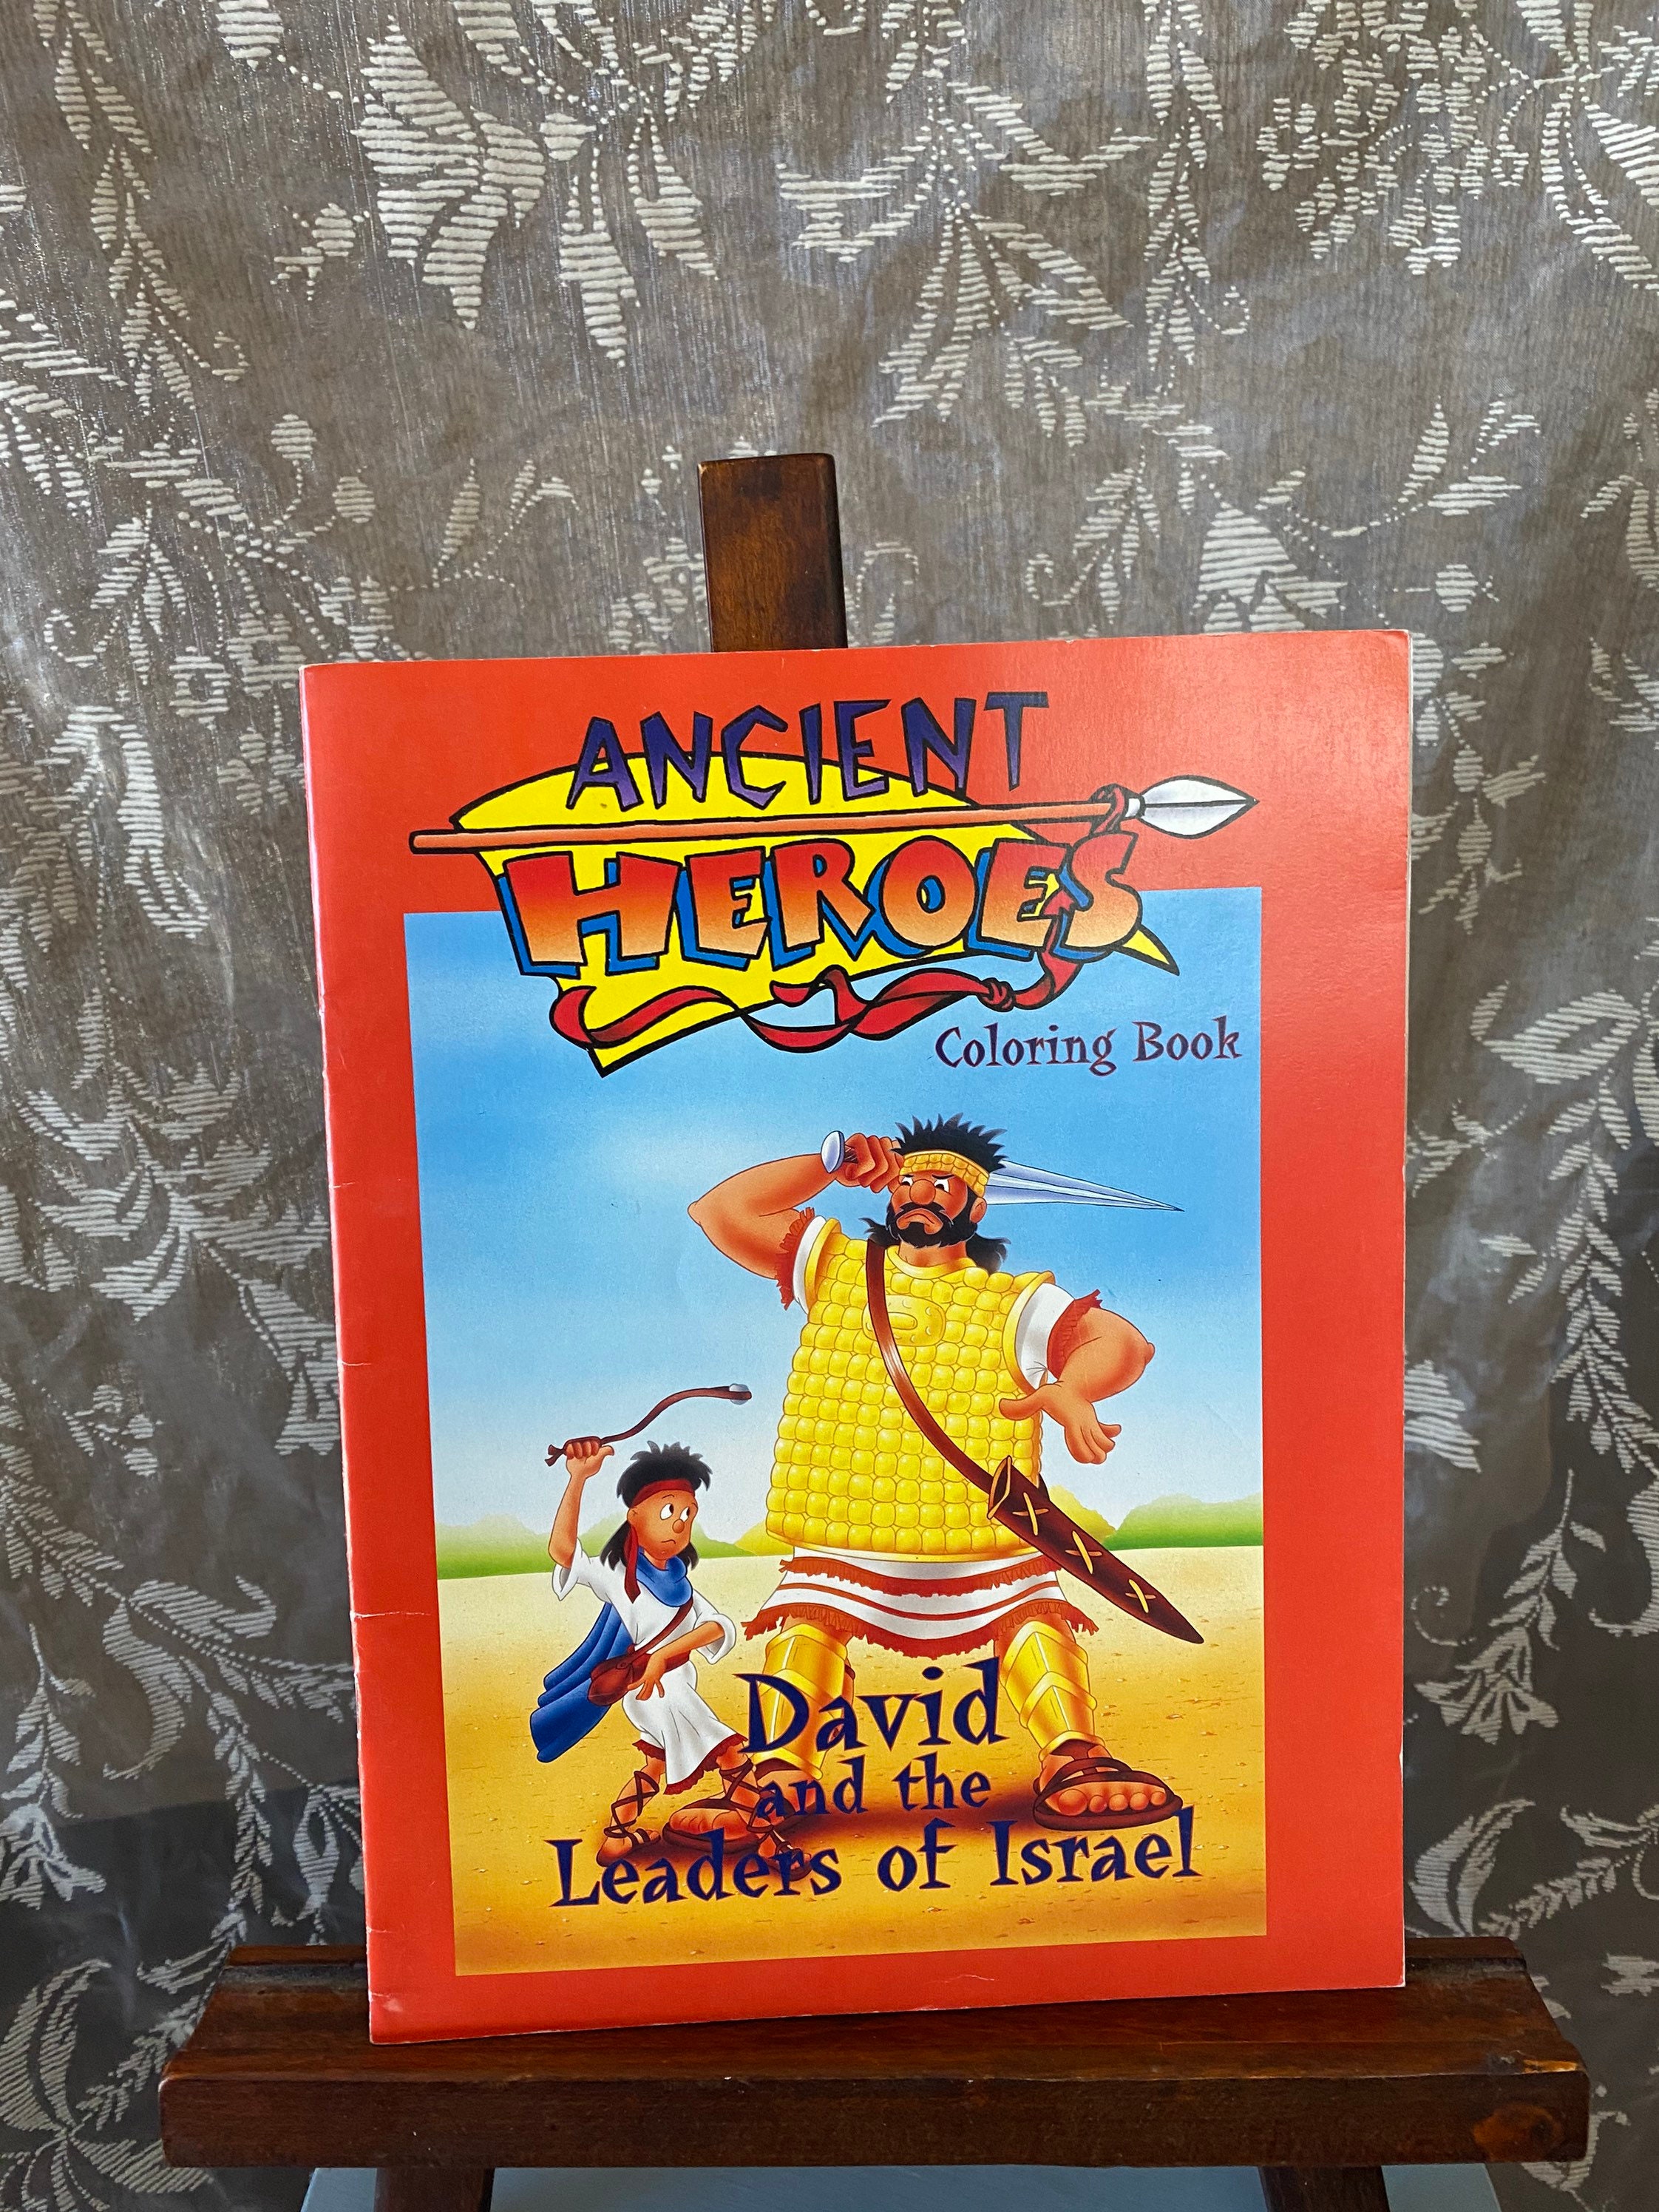 ANCIENT
HEROES
Coloring Book
David
and the
Leaders of Israel